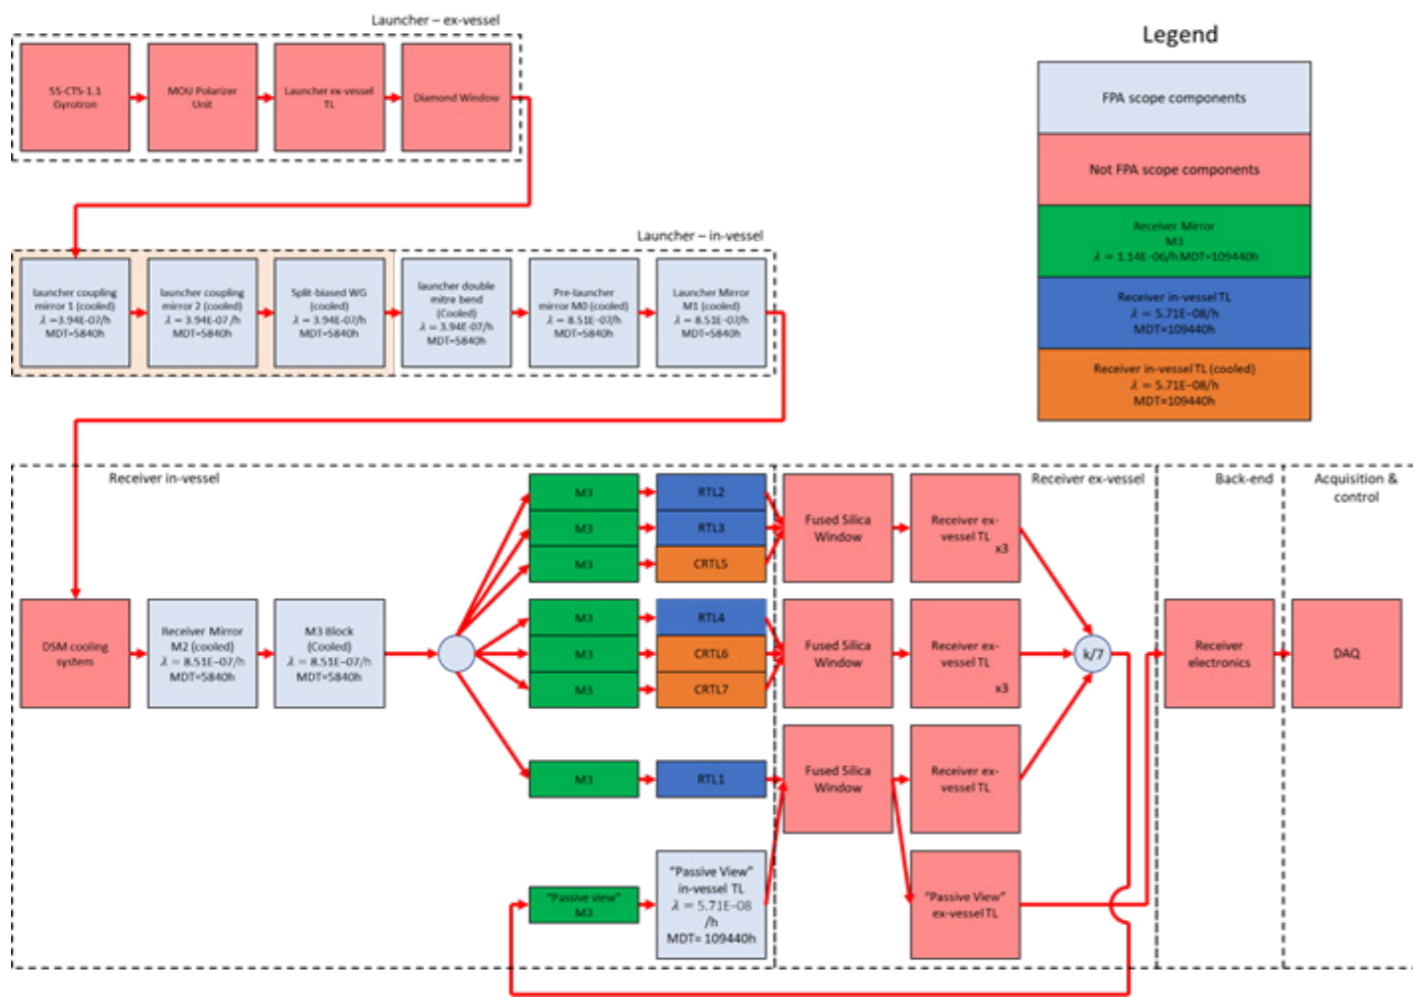 Launcher – ex-vessel
55-CTS-1.1
Gyrotron
MOU Polarizer
Unit
Launcher ex-vessel
TL
Diamond Window
Legend
FPA scope components
Not FPA scope components
Receiver Mirror
M3
λ = 1.14E-06/h MDT=109440h
Receiver in-vessel TL
λ = 5.71E-08/h
MDT=109440h
Receiver in-vessel TL (cooled)
λ = 5.71E-08/h
MDT=109440h
Launcher – in-vessel
launcher coupling
mirror 1 (cooled)
λ =3.94E-07/h
MDT=5840h
launcher coupling
mirror 2 (cooled)
λ =3.94E-07/h
MDT=5840h
Split-biased WG
(cooled)
λ =3.94E-07/h
MDT=5840h
launcher double
mitre bend
(Cooled)
λ =3.94E-07/h
MDT=5840h
Pre-launcher
mirror M0 (cooled)
λ = 8.51E-07/h
MDT=5840h
Launcher Mirror
M1 (cooled)
λ = 8.51E-07/h
MDT=5840h
Receiver in-vessel
DSM cooling
system
Receiver Mirror
M2 (cooled)
λ = 8.51E-07/h
MDT=5840h
M3 Block
(Cooled)
λ = 8.51E-07/h
MDT=5840h
M3
RTL2
M3
RTL3
M3
CRTL5
M3
RTL4
M3
CRTL6
M3
CRTL7
M3
RTL1
"Passive view"
M3
"Passive View"
in-vessel TL
λ = 5.71E-08
/h
MDT= 109440h
Receiver ex-vessel
Fused Silica
Window
Receiver ex-
vessel TL
x3
Fused Silica
Window
Receiver ex-
vessel TL
x3
Fused Silica
Window
Receiver ex-
vessel TL
"Passive View"
ex-vessel TL
k/7
Back-end
Receiver
electronics
Acquisition &
control
DAQ